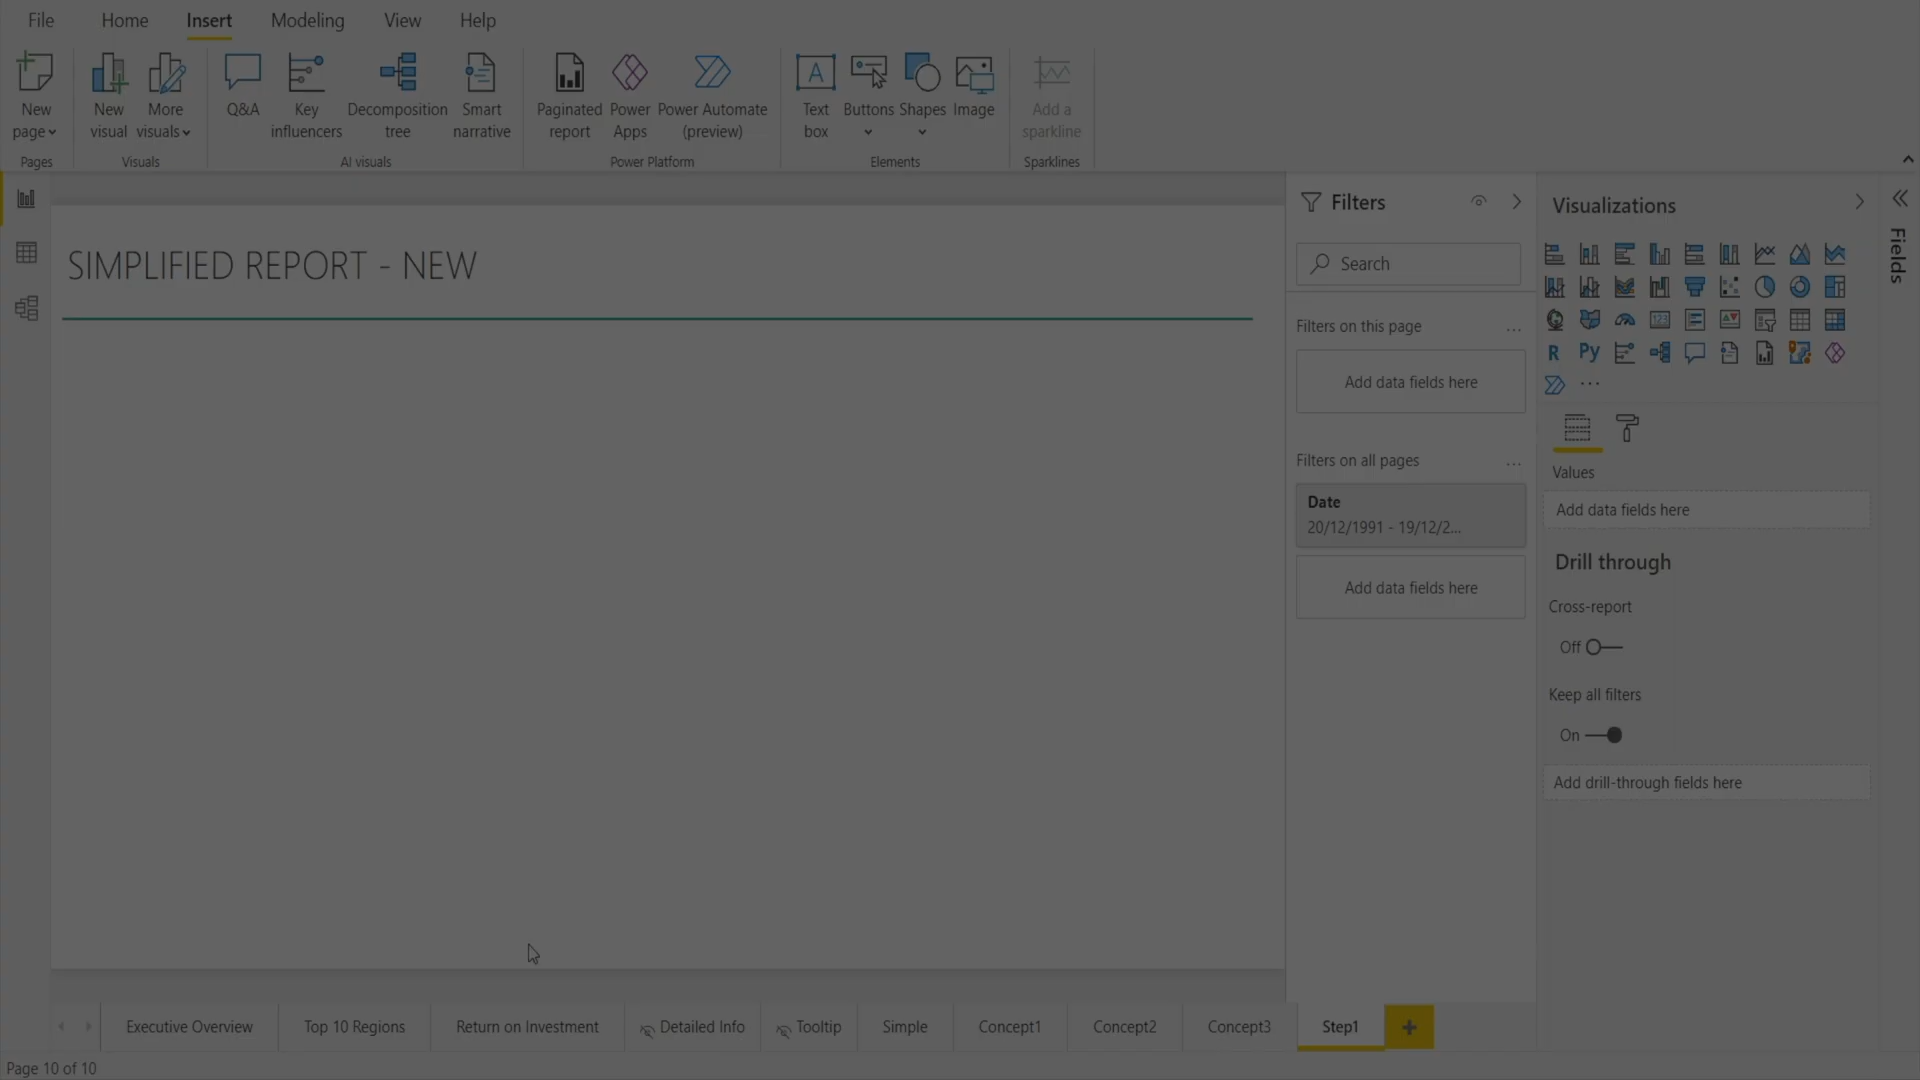 File Home Insert Modeling View Help
New page
New visual
More visuals
Q&A
Key influencers
Decomposition tree
Smart narrative
Paginated report
Power Apps
Power Automate (preview)
Text box
Buttons
Shapes
Image
Add a sparkline
Pages Visuals AI visuals Power Platform Elements Sparklines
SIMPLIFIED REPORT - NEW
Filters
Search
Filters on this page
...
Add data fields here
Filters on all pages
...
Date
20/12/1991 - 19/12/2...
Add data fields here
Visualizations
123
R Py
...
Values
Add data fields here
Drill through
Cross-report
Off
Keep all filters
On
Add drill-through fields here
Fields
Executive Overview Top 10 Regions Return on Investment Detailed Info Tooltip Simple Concept1 Concept2 Concept3 Step1 +
Page 10 of 10